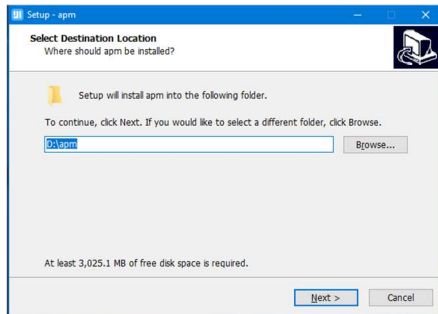 Setup - apm
Select Destination Location
Where should apm be installed?
Setup will install apm into the following folder.
To continue, click Next. If you would like to select a different folder, click Browse.
D:\apm
Browse...
At least 3,025.1 MB of free disk space is required.
Next >
Cancel